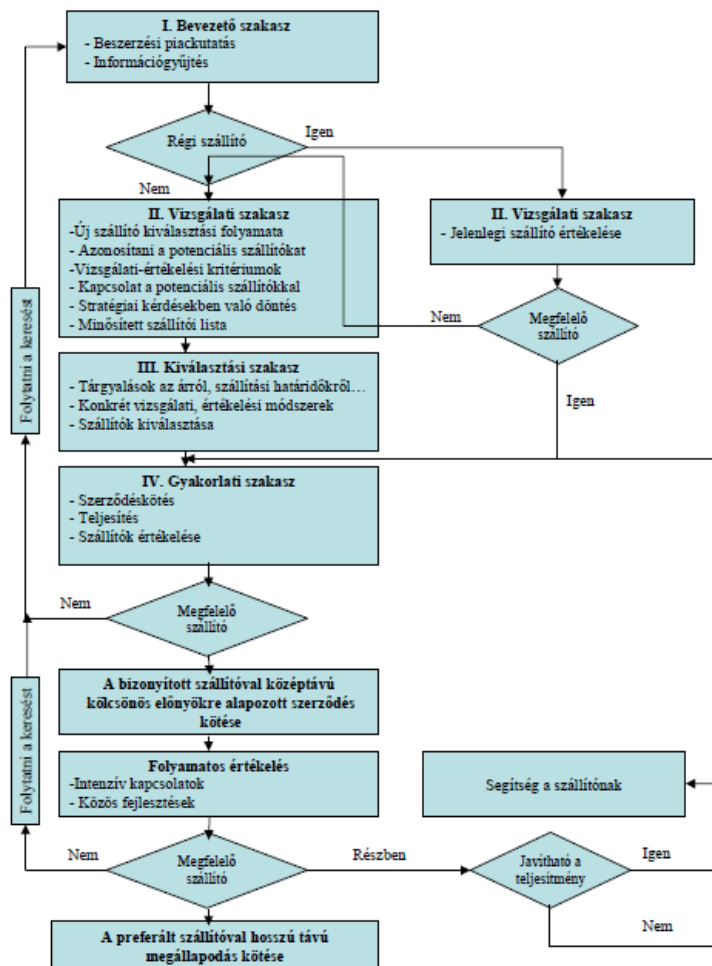 I. Bevezető szakasz
- Beszerzési piackutatás
- Információgyűjtés
Régi szállító
Igen
Nem
II. Vizsgálati szakasz
-Új szállító kiválasztási folyamata
- Azonosítani a potenciális szállítókat
-Vizsgálati-értékelési kritériumok
- Kapcsolat a potenciális szállítókkal
- Stratégiai kérdésekben való döntés
- Minősített szállítói lista
II. Vizsgálati szakasz
- Jelenlegi szállító értékelése
Nem
Megfelelő
szállító
Igen
Folytatni a keresést
III. Kiválasztási szakasz
- Tárgyalások az árról, szállítási határidőkről…
- Konkrét vizsgálati, értékelési módszerek
- Szállítók kiválasztása
IV. Gyakorlati szakasz
- Szerződéskötés
- Teljesítés
- Szállítók értékelése
Nem
Megfelelő
szállító
A bizonyított szállítóval középtávú
kölcsönös előnyökre alapozott szerződés
kötése
Folytatni a keresést
Folyamatos értékelés
-Intenzív kapcsolatok
- Közös fejlesztések
Segítség a szállítónak
Nem
Megfelelő
szállító
Részben
Javítható a
teljesítmény
Igen
Nem
A preferált szállítóval hosszú távú
megállapodás kötése